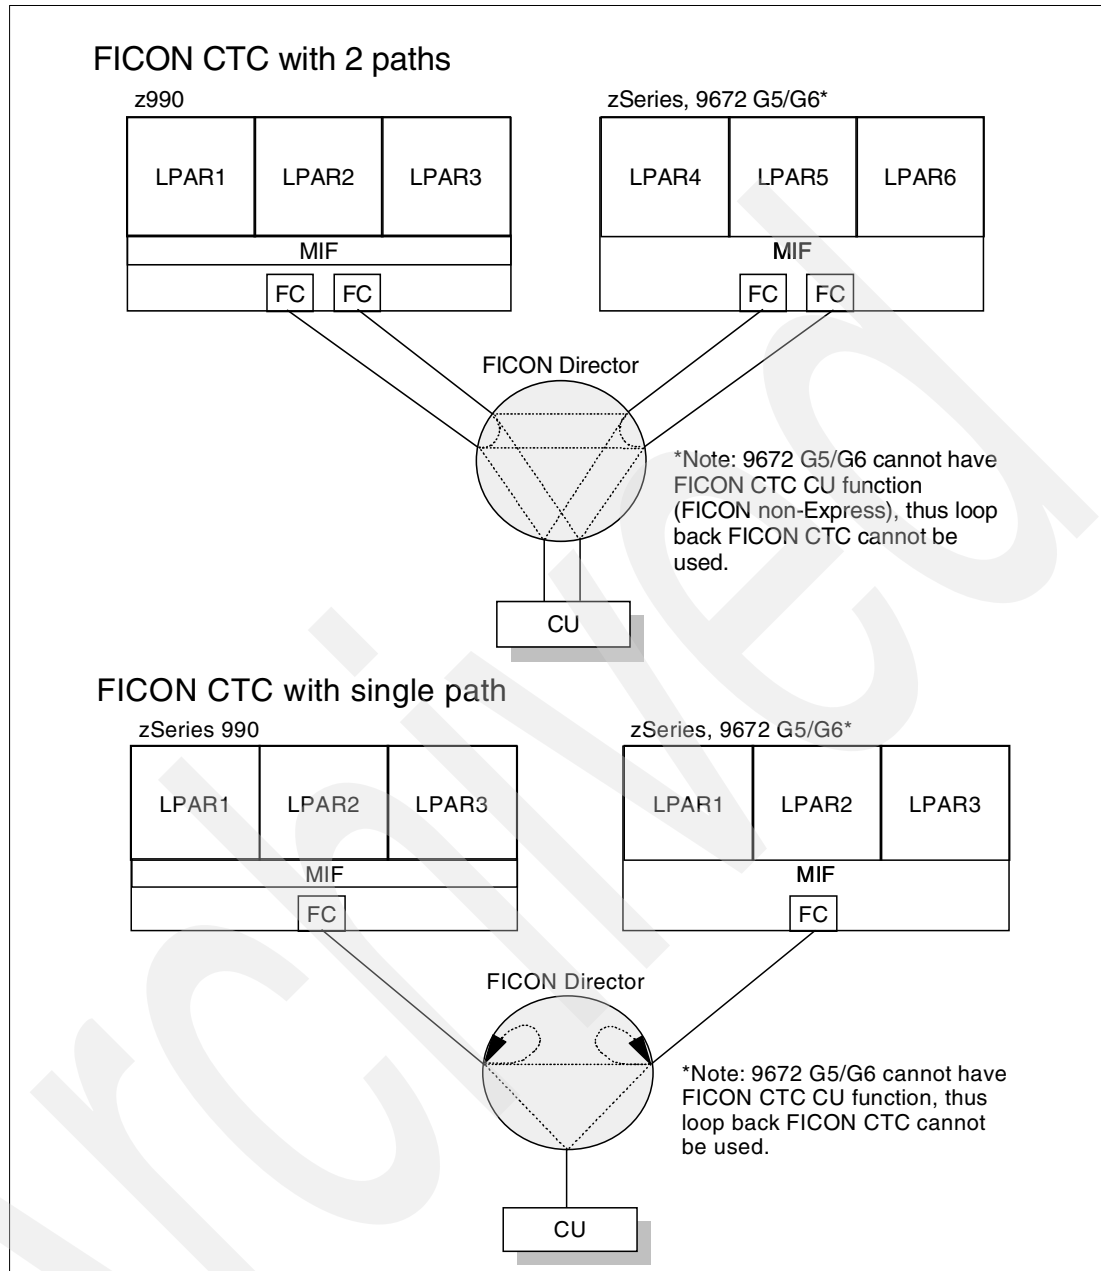 FICON CTC with 2 paths
z990
zSeries, 9672 G5/G6*
LPAR1
LPAR2
LPAR3
LPAR4
LPAR5
LPAR6
MIF
MIF
FC
FC
FC
FC
FICON Director
*Note: 9672 G5/G6 cannot have
FICON CTC CU function
(FICON non-Express), thus loop
back FICON CTC cannot be
used.
CU
FICON CTC with single path
zSeries 990
zSeries, 9672 G5/G6*
LPAR1
LPAR2
LPAR3
LPAR1
LPAR2
LPAR3
MIF
MIF
FC
FC
FICON Director
*Note: 9672 G5/G6 cannot have
FICON CTC CU function, thus
loop back FICON CTC cannot
be used.
CU
Archived